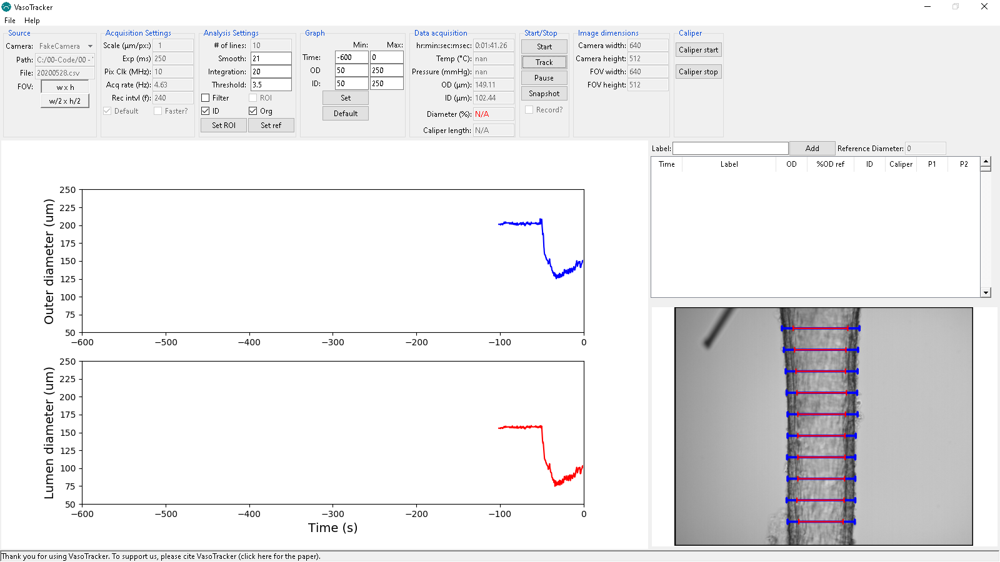 VasoTracker
File Help
Source
Camera: FakeCamera
Path: C:/00-Code/00 - '
File: 20200528.csv
FOV: w x h
w/2 x h/2
Acquisition Settings
Scale (µm/px:) 1
Exp (ms) 250
Pix Clk (MHz): 10
Acq rate (Hz): 4.63
Rec intvl (f): 240
Default Faster?
Analysis Settings
# of lines: 10
Smooth: 21
Integration: 20
Threshold: 3.5
Filter ROI
ID Org
Set ROI Set ref
Graph
Min: Max:
Time: -600 0
OD 50 250
ID: 50 250
Set
Default
Data acquisition
hr:min:sec:msec: 0:01:41.26
Temp (°C): nan
Pressure (mmHg): nan
OD (µm): 149.11
ID (µm): 102.44
Diameter (%): N/A
Caliper length: N/A
Start/Stop
Start
Track
Pause
Snapshot
Record?
Image dimensions
Camera width: 640
Camera height: 512
FOV width: 640
FOV height: 512
Caliper
Caliper start
Caliper stop
Label: Add Reference Diameter: 0
Time Label OD %OD ref ID Caliper P1 P2
Outer diameter (um)
250
225
200
175
150
125
100
75
50
−600 −500 −400 −300 −200 −100 0
Lumen diameter (um)
250
225
200
175
150
125
100
75
50
−600 −500 −400 −300 −200 −100 0
Time (s)
Thank you for using VasoTracker. To support us, please cite VasoTracker (click here for the paper).